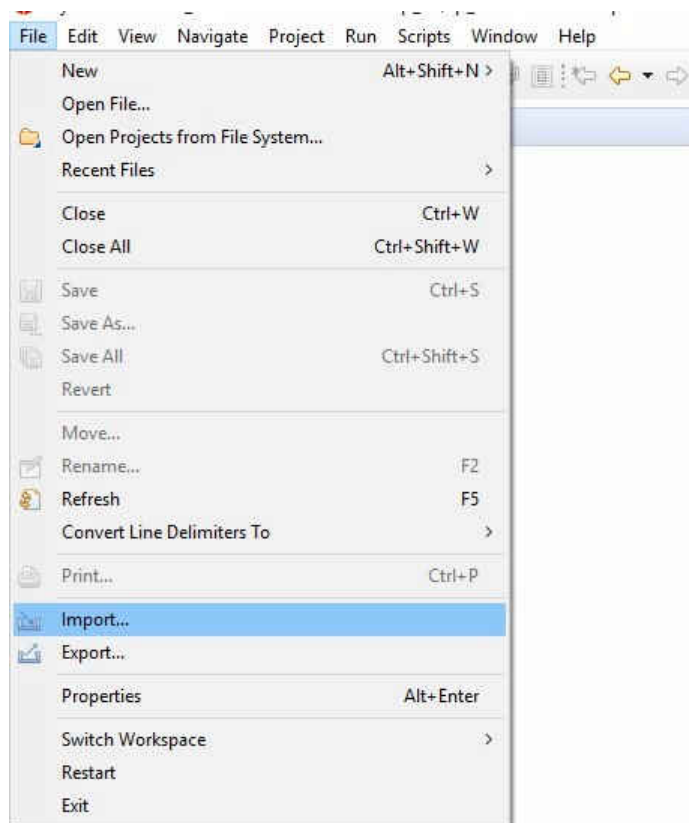 File Edit View Navigate Project Run Scripts Window Help
New Alt+Shift+N >
Open File...
Open Projects from File System...
Recent Files >
Close Ctrl+W
Close All Ctrl+Shift+W
Save Ctrl+S
Save As...
Save All Ctrl+Shift+S
Revert
Move...
Rename... F2
Refresh F5
Convert Line Delimiters To >
Print... Ctrl+P
Import...
Export...
Properties Alt+Enter
Switch Workspace >
Restart
Exit